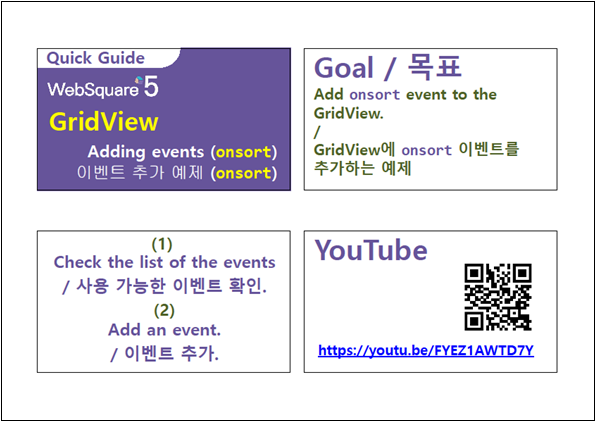 Quick Guide
WebSquare 5
GridView
Adding events (onsort)
이벤트 추가 예제 (onsort)
Goal / 목표
Add onsort event to the
GridView.
/
GridView에 onsort 이벤트를
추가하는 예제
(1)
Check the list of the events
/ 사용 가능한 이벤트 확인.
(2)
Add an event.
/ 이벤트 추가.
YouTube
https://youtu.be/FYEZ1AWTD7Y